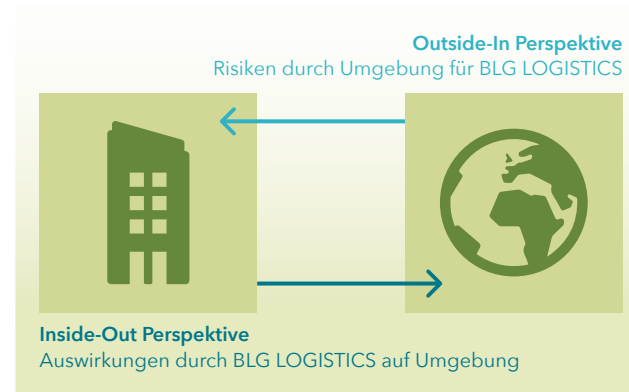 Outside-In Perspektive
Risiken durch Umgebung für BLG LOGISTICS
Inside-Out Perspektive
Auswirkungen durch BLG LOGISTICS auf Umgebung